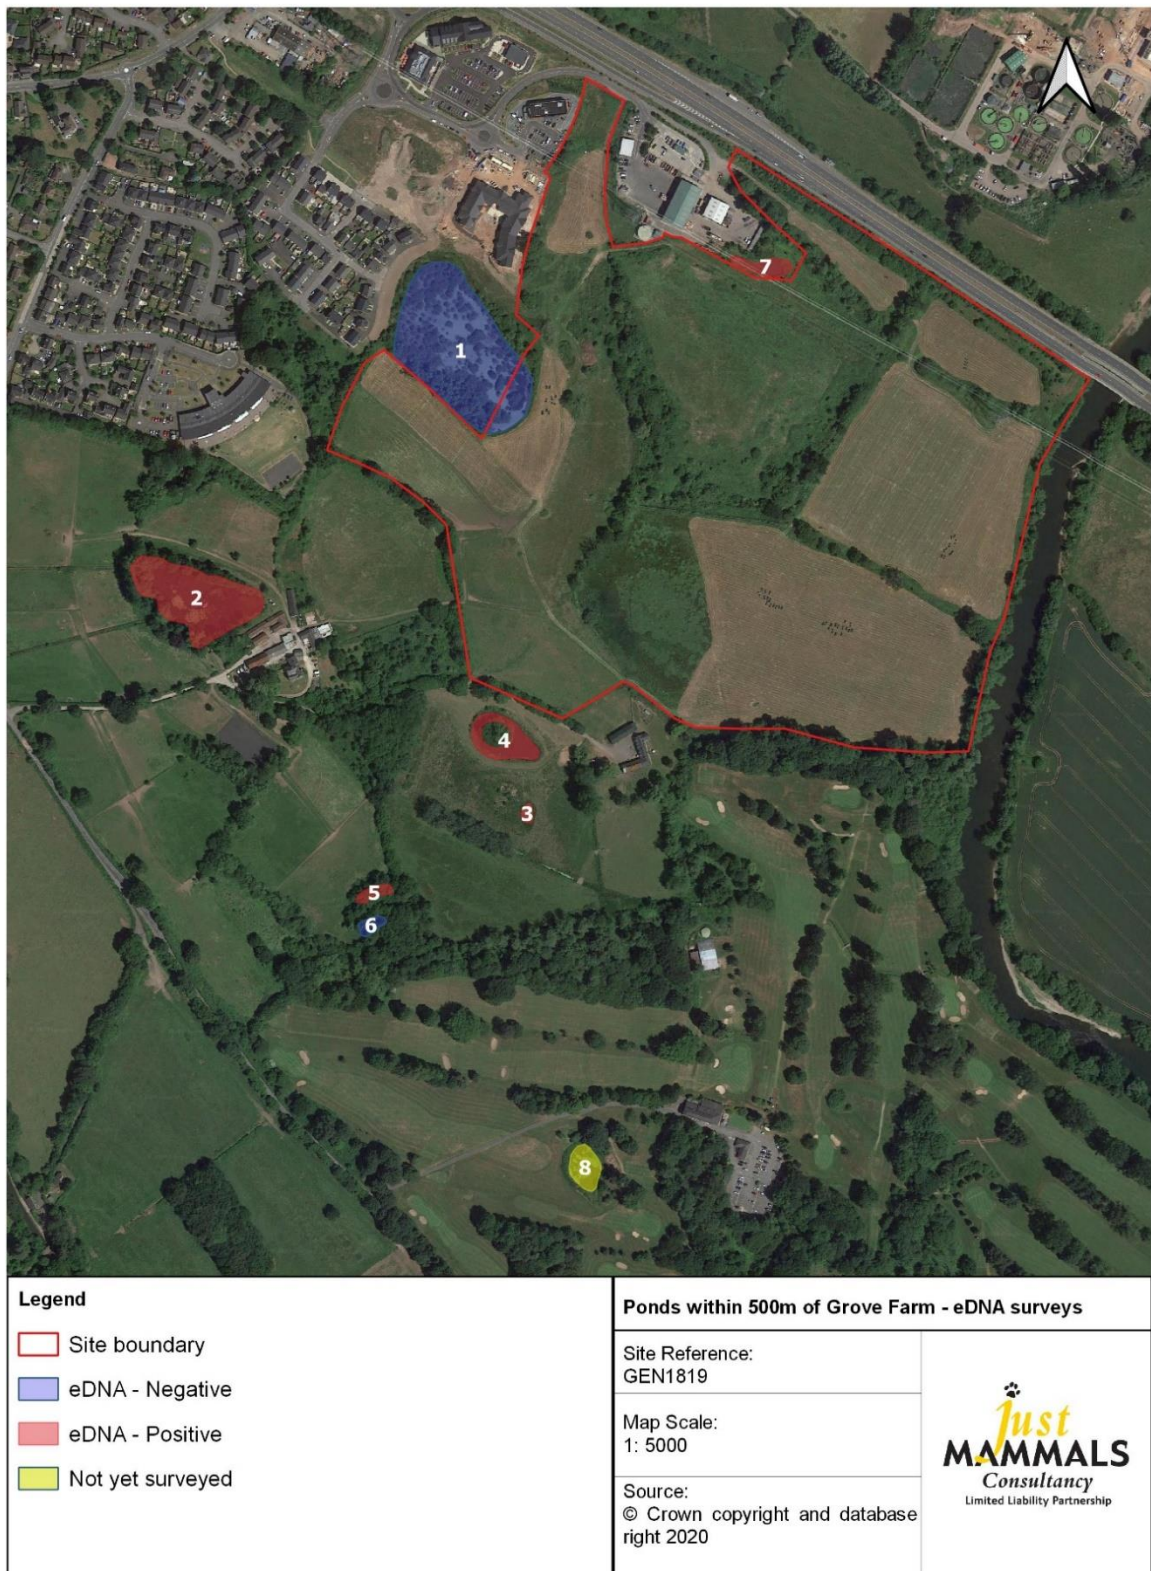 1
7
2
4
3
5
6
8
Legend
Site boundary
eDNA - Negative
eDNA - Positive
Not yet surveyed
Ponds within 500m of Grove Farm - eDNA surveys
Site Reference:
GEN1819
Map Scale:
1: 5000
Source:
© Crown copyright and database
right 2020
just
MAMMALS
Consultancy
Limited Liability Partnership